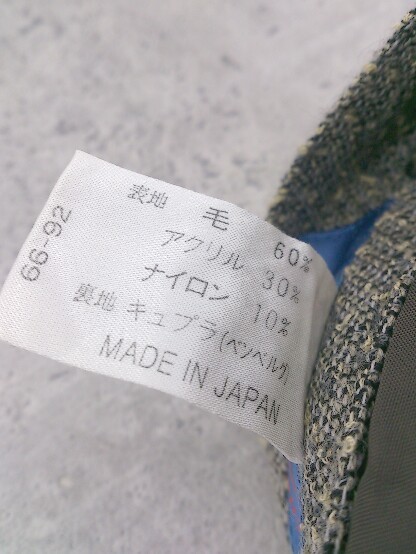 表地 毛 60%
アクリル 30%
ナイロン 10%
裏地 キュプラ(ベンベルグ)
MADE IN JAPAN
66-92